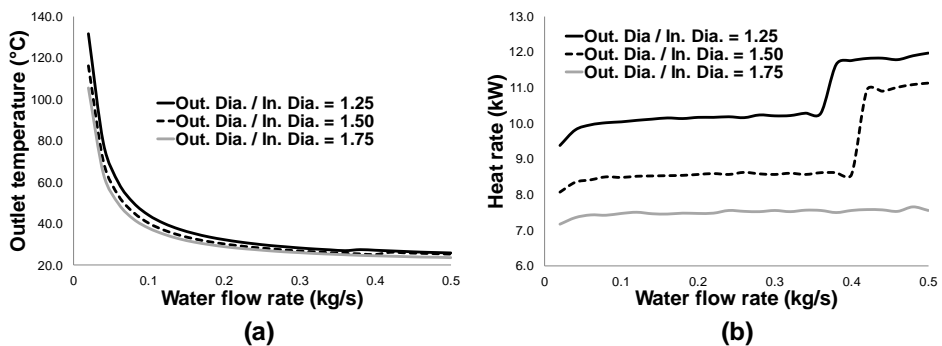 140.0
120.0
100.0
80.0
60.0
40.0
20.0
Outlet temperature (°C)
Out. Dia. / In. Dia. = 1.25
Out. Dia. / In. Dia. = 1.50
Out. Dia. / In. Dia. = 1.75
0 0.1 0.2 0.3 0.4 0.5
Water flow rate (kg/s)
(a)
13.0
12.0
11.0
10.0
9.0
8.0
7.0
6.0
Heat rate (kW)
Out. Dia / In. Dia. = 1.25
Out. Dia. / In. Dia. = 1.50
Out. Dia. / In. Dia. = 1.75
0 0.1 0.2 0.3 0.4 0.5
Water flow rate (kg/s)
(b)